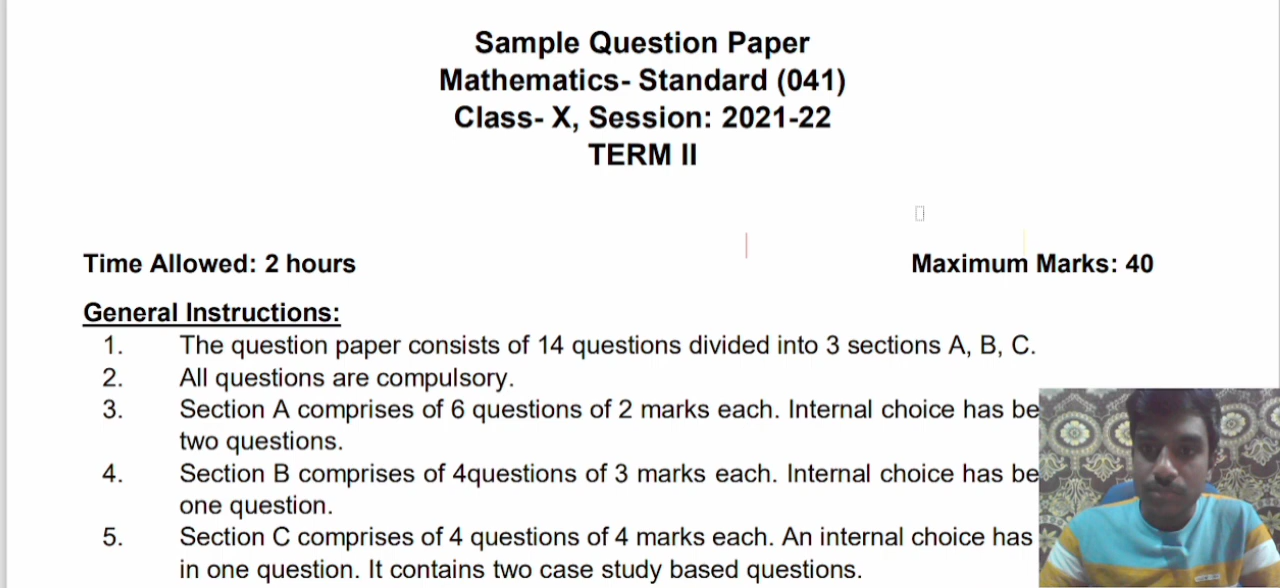 Sample Question Paper
Mathematics- Standard (041)
Class- X, Session: 2021-22
TERM II
Time Allowed: 2 hours Maximum Marks: 40
General Instructions:
1. The question paper consists of 14 questions divided into 3 sections A, B, C.
2. All questions are compulsory.
3. Section A comprises of 6 questions of 2 marks each. Internal choice has be
two questions.
4. Section B comprises of 4questions of 3 marks each. Internal choice has be
one question.
5. Section C comprises of 4 questions of 4 marks each. An internal choice has
in one question. It contains two case study based questions.